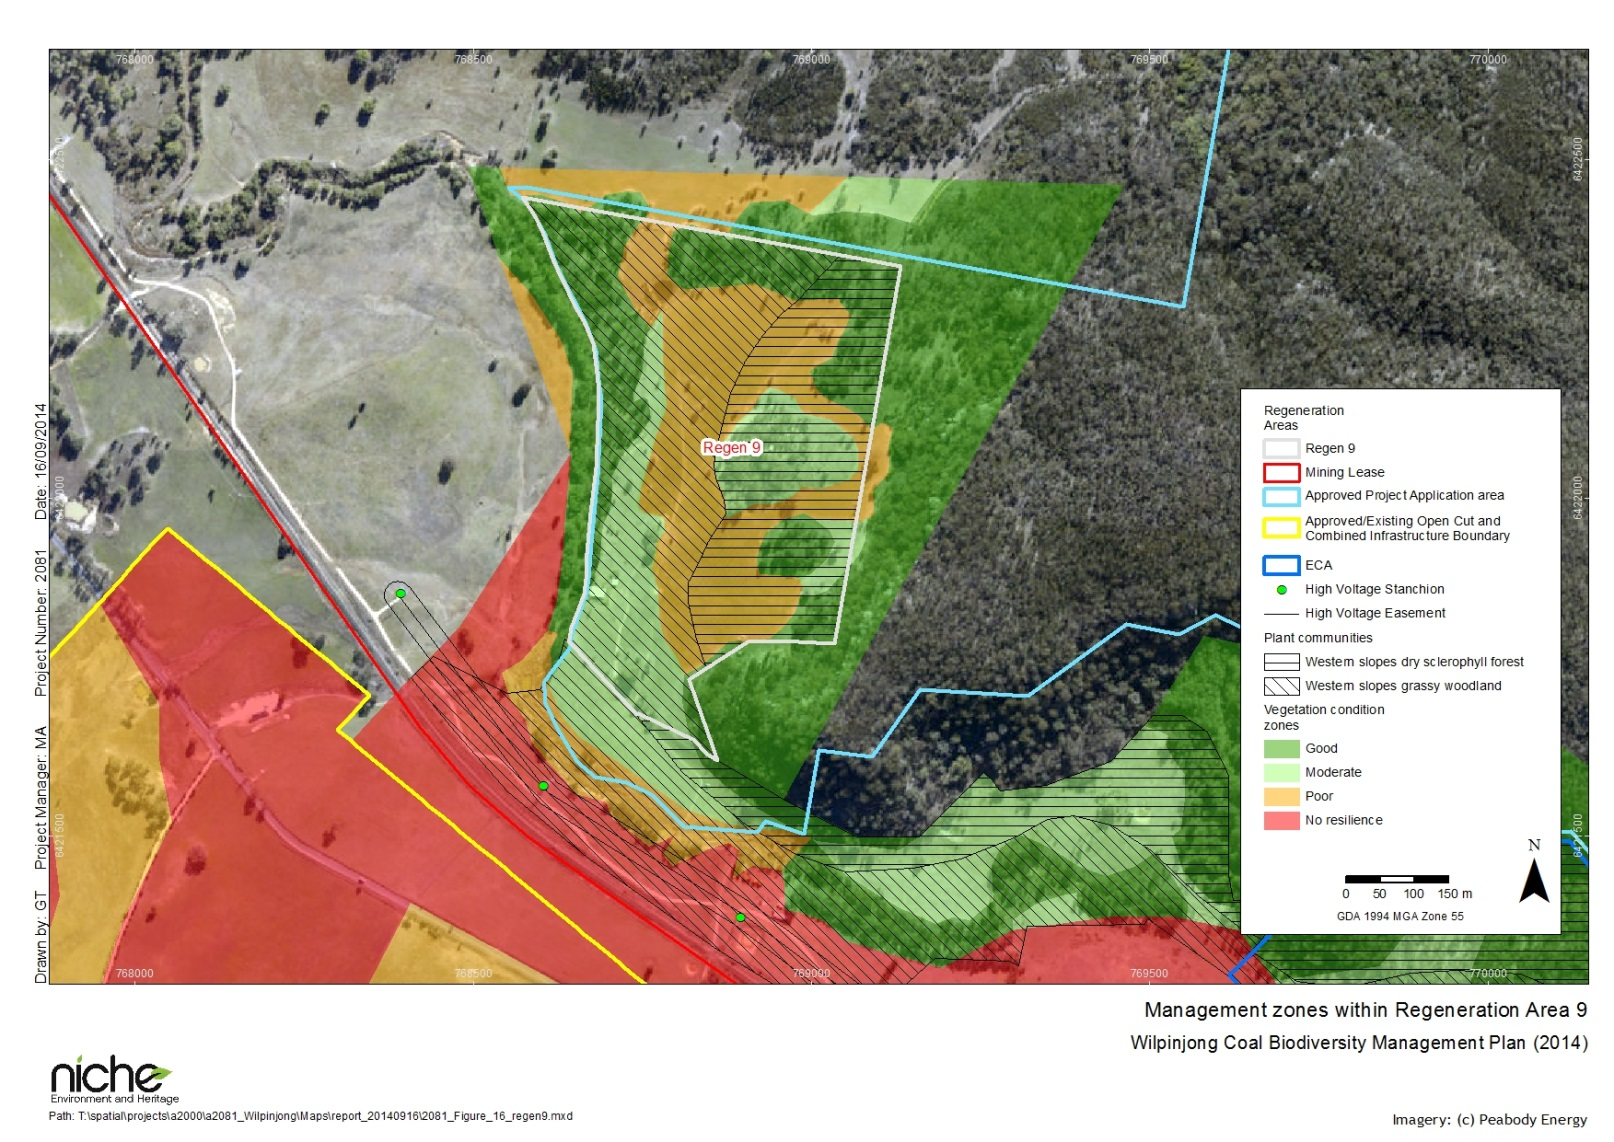 768000
768500
769000
769500
770000
6422500
6422000
6421500
Regen 9
Regeneration
Areas
Regen 9
Mining Lease
Approved Project Application area
Approved/Existing Open Cut and
Combined Infrastructure Boundary
ECA
High Voltage Stanchion
High Voltage Easement
Plant communities
Western slopes dry sclerophyll forest
Western slopes grassy woodland
Vegetation condition
zones
Good
Moderate
Poor
No resilience
N
0 50 100 150 m
GDA 1994 MGA Zone 55
6422500
6422000
6421500
768000
768500
769000
769500
770000
Drawn by: GT Project Manager: MA Project Number: 2081 Date: 16/09/2014
Management zones within Regeneration Area 9
Wilpinjong Coal Biodiversity Management Plan (2014)
niche
Environment and Heritage
Path: T:\spatial\projects\a2000\a2081_Wilpinjong\Maps\report_20140916\2081_Figure_16_regen9.mxd
Imagery: (c) Peabody Energy